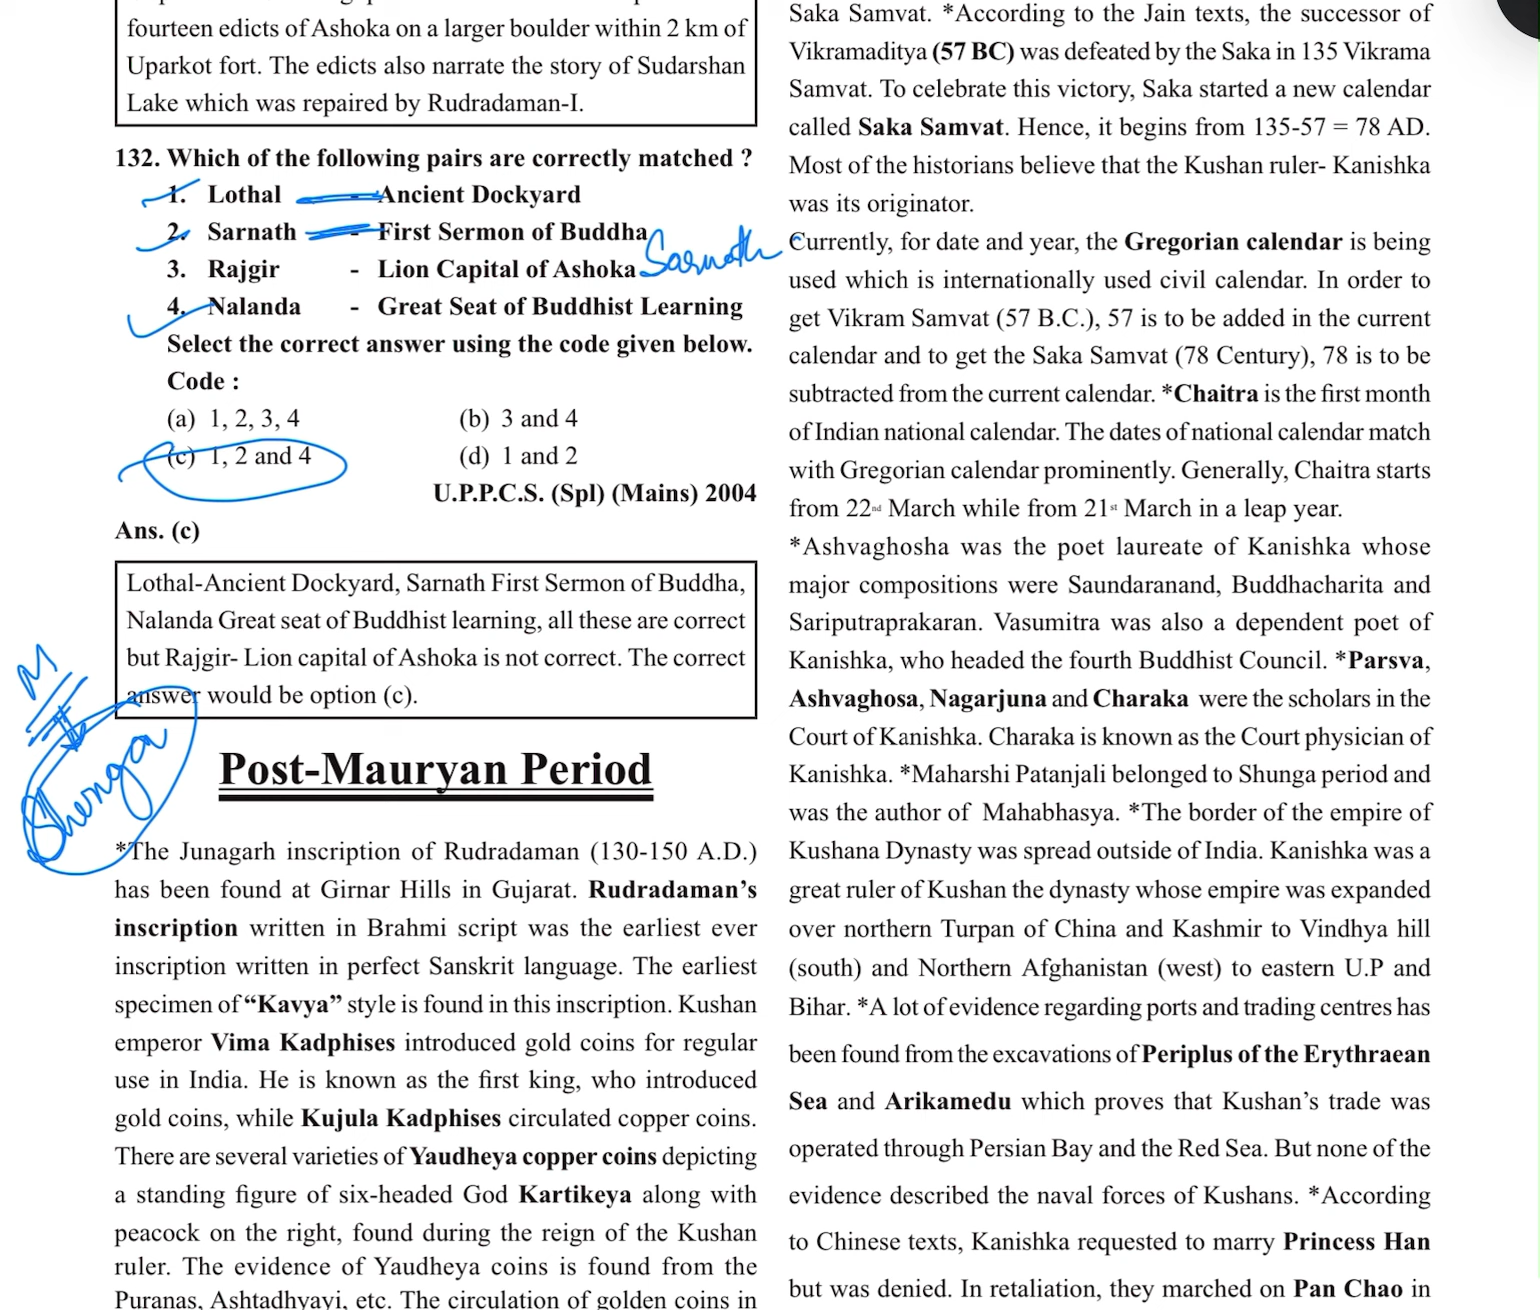 fourteen edicts of Ashoka on a larger boulder within 2 km of
Uparkot fort. The edicts also narrate the story of Sudarshan
Lake which was repaired by Rudradaman-I.
132. Which of the following pairs are correctly matched ?
1. Lothal - Ancient Dockyard
2. Sarnath - First Sermon of Buddha
3. Rajgir - Lion Capital of Ashoka Sarnath
4. Nalanda - Great Seat of Buddhist Learning
Select the correct answer using the code given below.
Code :
(a) 1, 2, 3, 4 (b) 3 and 4
(c) 1, 2 and 4 (d) 1 and 2
U.P.P.C.S. (Spl) (Mains) 2004
Ans. (c)
Lothal-Ancient Dockyard, Sarnath First Sermon of Buddha,
Nalanda Great seat of Buddhist learning, all these are correct
but Rajgir- Lion capital of Ashoka is not correct. The correct
answer would be option (c).
M
Shunga
Post-Mauryan Period
*The Junagarh inscription of Rudradaman (130-150 A.D.)
has been found at Girnar Hills in Gujarat. Rudradaman's
inscription written in Brahmi script was the earliest ever
inscription written in perfect Sanskrit language. The earliest
specimen of “Kavya” style is found in this inscription. Kushan
emperor Vima Kadphises introduced gold coins for regular
use in India. He is known as the first king, who introduced
gold coins, while Kujula Kadphises circulated copper coins.
There are several varieties of Yaudheya copper coins depicting
a standing figure of six-headed God Kartikeya along with
peacock on the right, found during the reign of the Kushan
ruler. The evidence of Yaudheya coins is found from the
Puranas, Ashtadhyayi, etc. The circulation of golden coins in
Saka Samvat. *According to the Jain texts, the successor of
Vikramaditya (57 BC) was defeated by the Saka in 135 Vikrama
Samvat. To celebrate this victory, Saka started a new calendar
called Saka Samvat. Hence, it begins from 135-57 = 78 AD.
Most of the historians believe that the Kushan ruler- Kanishka
was its originator.
Currently, for date and year, the Gregorian calendar is being
used which is internationally used civil calendar. In order to
get Vikram Samvat (57 B.C.), 57 is to be added in the current
calendar and to get the Saka Samvat (78 Century), 78 is to be
subtracted from the current calendar. *Chaitra is the first month
of Indian national calendar. The dates of national calendar match
with Gregorian calendar prominently. Generally, Chaitra starts
from 22nd March while from 21st March in a leap year.
*Ashvaghosha was the poet laureate of Kanishka whose
major compositions were Saundaranand, Buddhacharita and
Sariputraprakaran. Vasumitra was also a dependent poet of
Kanishka, who headed the fourth Buddhist Council. *Parsva,
Ashvaghosa, Nagarjuna and Charaka were the scholars in the
Court of Kanishka. Charaka is known as the Court physician of
Kanishka. *Maharshi Patanjali belonged to Shunga period and
was the author of Mahabhasya. *The border of the empire of
Kushana Dynasty was spread outside of India. Kanishka was a
great ruler of Kushan the dynasty whose empire was expanded
over northern Turpan of China and Kashmir to Vindhya hill
(south) and Northern Afghanistan (west) to eastern U.P and
Bihar. *A lot of evidence regarding ports and trading centres has
been found from the excavations of Periplus of the Erythraean
Sea and Arikamedu which proves that Kushan's trade was
operated through Persian Bay and the Red Sea. But none of the
evidence described the naval forces of Kushans. *According
to Chinese texts, Kanishka requested to marry Princess Han
but was denied. In retaliation, they marched on Pan Chao in